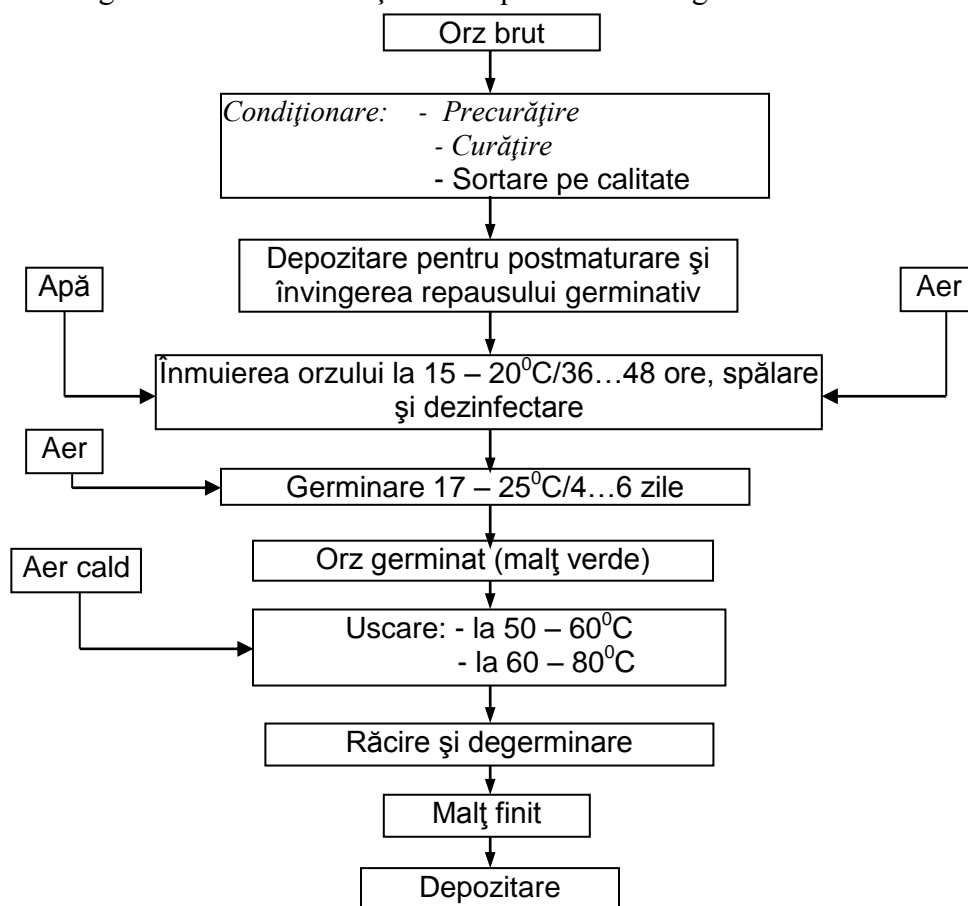 Orz brut
Condiţionare: - Precurăţire
- Curăţire
- Sortare pe calitate
Depozitare pentru postmaturare şi
învingerea repausului germinativ
Apă
Aer
Înmuierea orzului la 15 – 20⁰C/36…48 ore, spălare
şi dezinfectare
Aer
Germinare 17 – 25⁰C/4…6 zile
Orz germinat (malţ verde)
Aer cald
Uscare: - la 50 – 60⁰C
- la 60 – 80⁰C
Răcire şi degerminare
Malţ finit
Depozitare